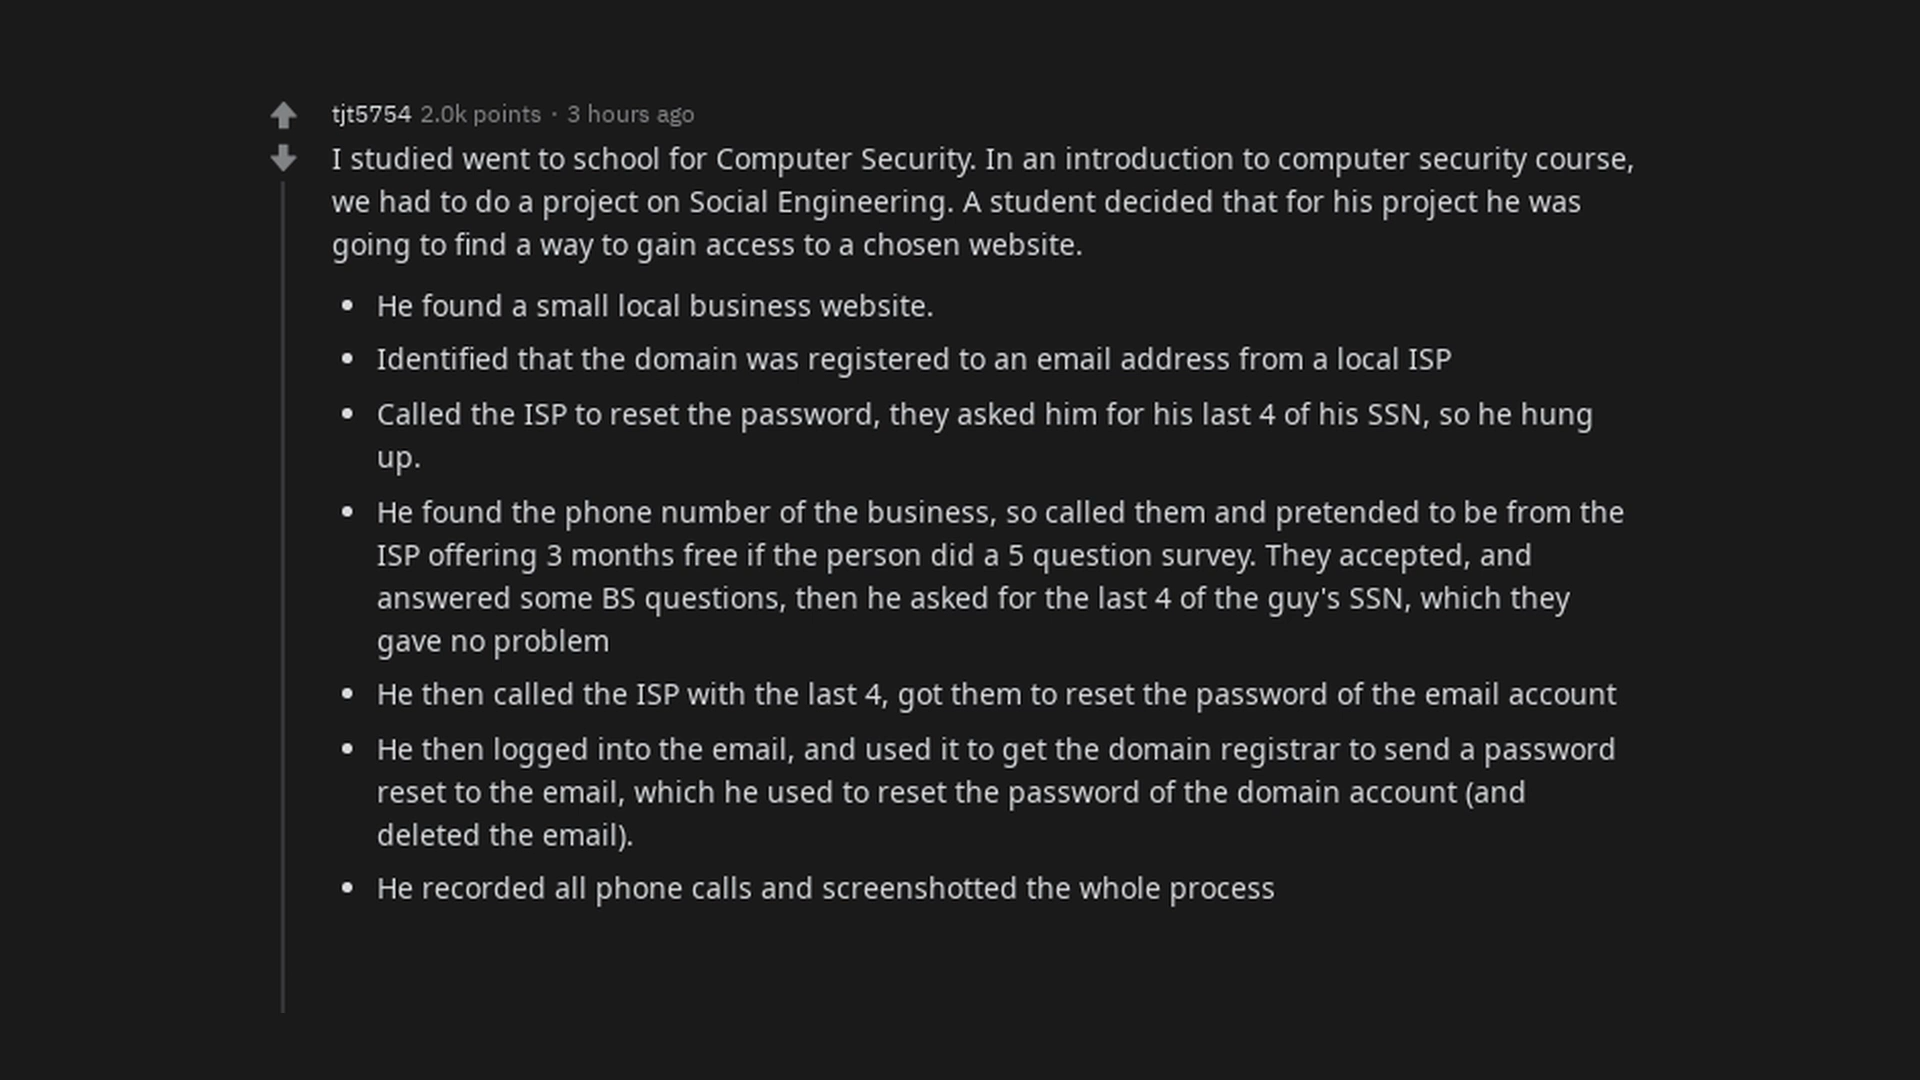 tjt5754 2.0k points · 3 hours ago
I studied went to school for Computer Security. In an introduction to computer security course,
we had to do a project on Social Engineering. A student decided that for his project he was
going to find a way to gain access to a chosen website.
• He found a small local business website.
• Identified that the domain was registered to an email address from a local ISP
• Called the ISP to reset the password, they asked him for his last 4 of his SSN, so he hung
up.
• He found the phone number of the business, so called them and pretended to be from the
ISP offering 3 months free if the person did a 5 question survey. They accepted, and
answered some BS questions, then he asked for the last 4 of the guy's SSN, which they
gave no problem
• He then called the ISP with the last 4, got them to reset the password of the email account
• He then logged into the email, and used it to get the domain registrar to send a password
reset to the email, which he used to reset the password of the domain account (and
deleted the email).
• He recorded all phone calls and screenshotted the whole process